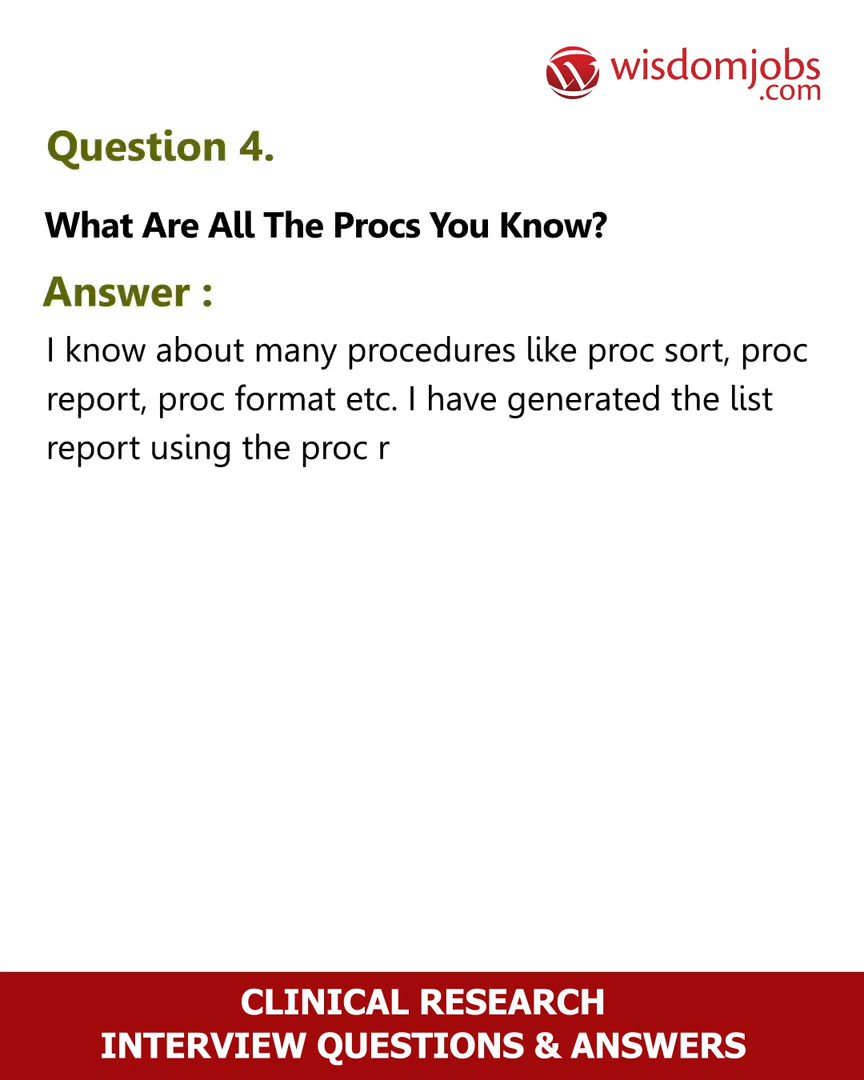 wisdomjobs
.com
Question 4.
What Are All The Procs You Know?
Answer :
I know about many procedures like proc sort, proc
report, proc format etc. I have generated the list
report using the proc r
CLINICAL RESEARCH
INTERVIEW QUESTIONS & ANSWERS